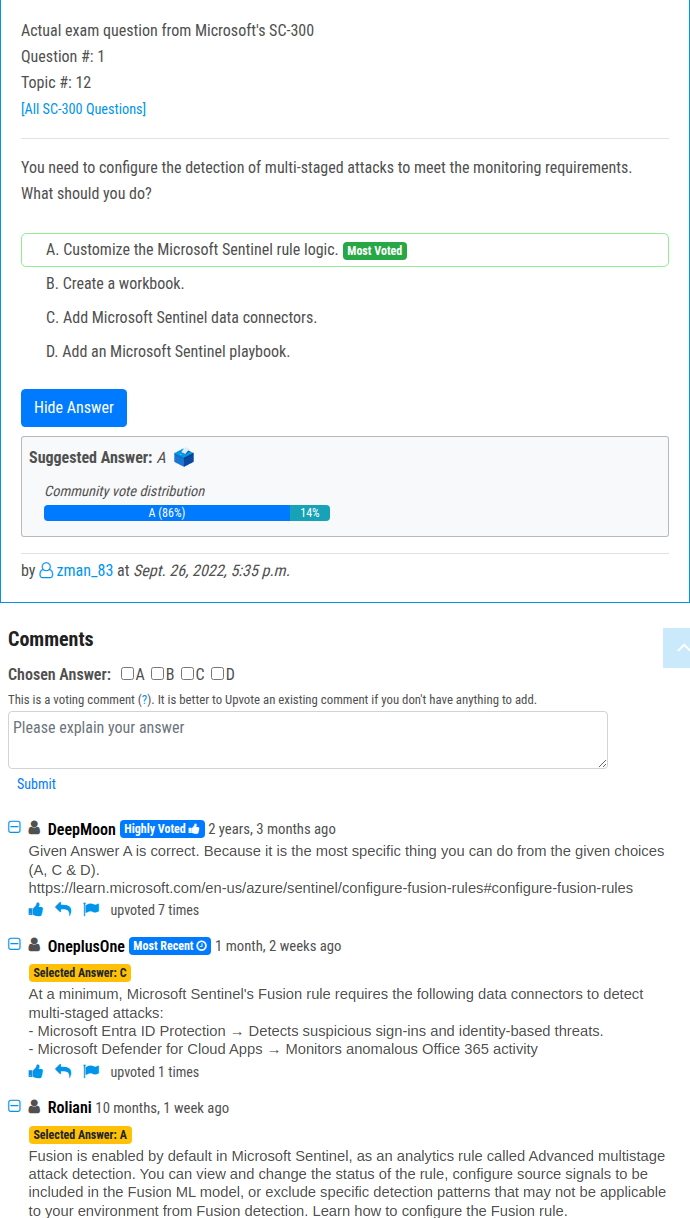 Actual exam question from Microsoft's SC-300
Question #: 1
Topic #: 12
[All SC-300 Questions]
You need to configure the detection of multi-staged attacks to meet the monitoring requirements.
What should you do?
A. Customize the Microsoft Sentinel rule logic. Most Voted
B. Create a workbook.
C. Add Microsoft Sentinel data connectors.
D. Add an Microsoft Sentinel playbook.
Hide Answer
Suggested Answer: A
Community vote distribution
A (86%) 14%
by zman_83 at Sept. 26, 2022, 5:35 p.m.
Comments
Chosen Answer: A B C D
This is a voting comment (?). It is better to Upvote an existing comment if you don't have anything to add.
Please explain your answer
Submit
DeepMoon Highly Voted 2 years, 3 months ago
Given Answer A is correct. Because it is the most specific thing you can do from the given choices
(A, C & D).
https://learn.microsoft.com/en-us/azure/sentinel/configure-fusion-rules#configure-fusion-rules
upvoted 7 times
OneplusOne Most Recent 1 month, 2 weeks ago
Selected Answer: C
At a minimum, Microsoft Sentinel's Fusion rule requires the following data connectors to detect
multi-staged attacks:
- Microsoft Entra ID Protection → Detects suspicious sign-ins and identity-based threats.
- Microsoft Defender for Cloud Apps → Monitors anomalous Office 365 activity
upvoted 1 times
Roliani 10 months, 1 week ago
Selected Answer: A
Fusion is enabled by default in Microsoft Sentinel, as an analytics rule called Advanced multistage
attack detection. You can view and change the status of the rule, configure source signals to be
included in the Fusion ML model, or exclude specific detection patterns that may not be applicable
to your environment from Fusion detection. Learn how to configure the Fusion rule.